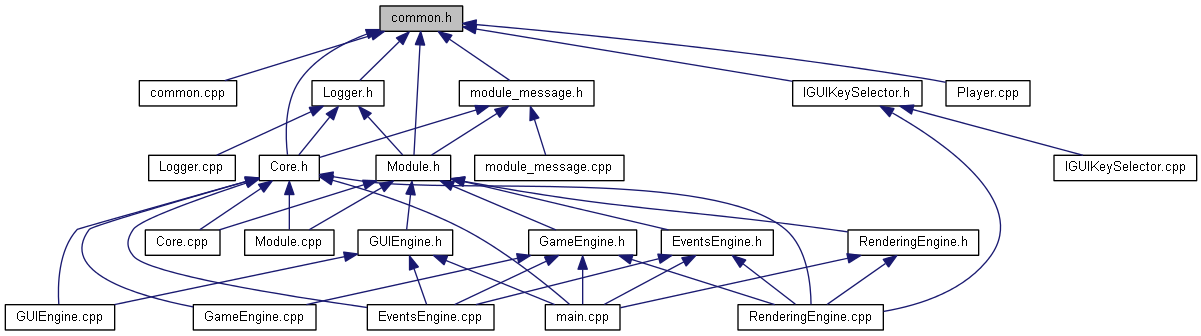 common.h
common.cpp
Logger.h
module_message.h
IGUIKeySelector.h
Player.cpp
Logger.cpp
Core.h
Module.h
module_message.cpp
IGUIKeySelector.cpp
Core.cpp
Module.cpp
GUIEngine.h
GameEngine.h
EventsEngine.h
RenderingEngine.h
GUIEngine.cpp
GameEngine.cpp
EventsEngine.cpp
main.cpp
RenderingEngine.cpp